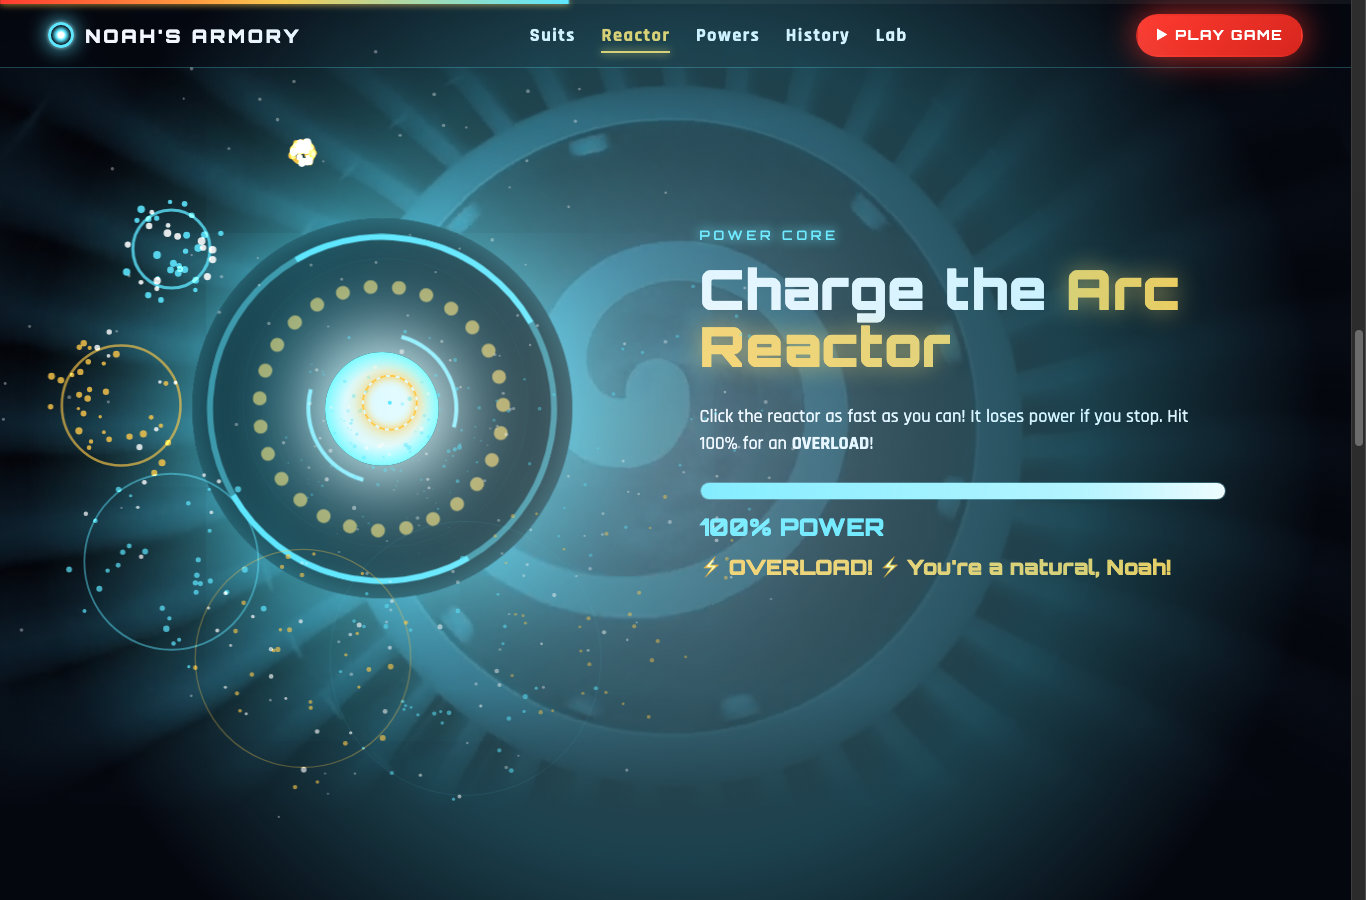 NOAH'S ARMORY
Suits Reactor Powers History Lab
▶ PLAY GAME
POWER CORE
Charge the Arc
Reactor
Click the reactor as fast as you can! It loses power if you stop. Hit
100% for an OVERLOAD!
100% POWER
⚡ OVERLOAD! ⚡ You're a natural, Noah!